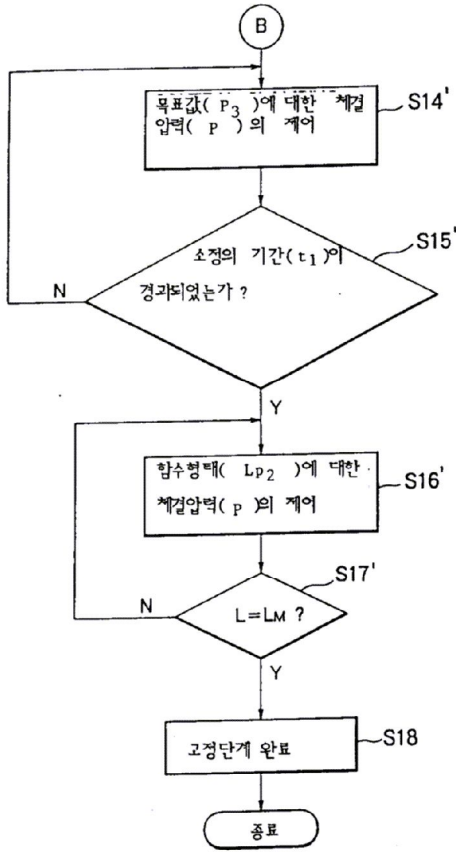 B
목표값( P3 )에 대한 체결
압력( P )의 제어
S14'
소정의 기간(t1)이
경과되었는가 ?
S15'
N
Y
함수형태( LP2 )에 대한
체결압력( P )의 제어
S16'
L=LM ?
S17'
N
Y
고정단계 완료
S18
종료